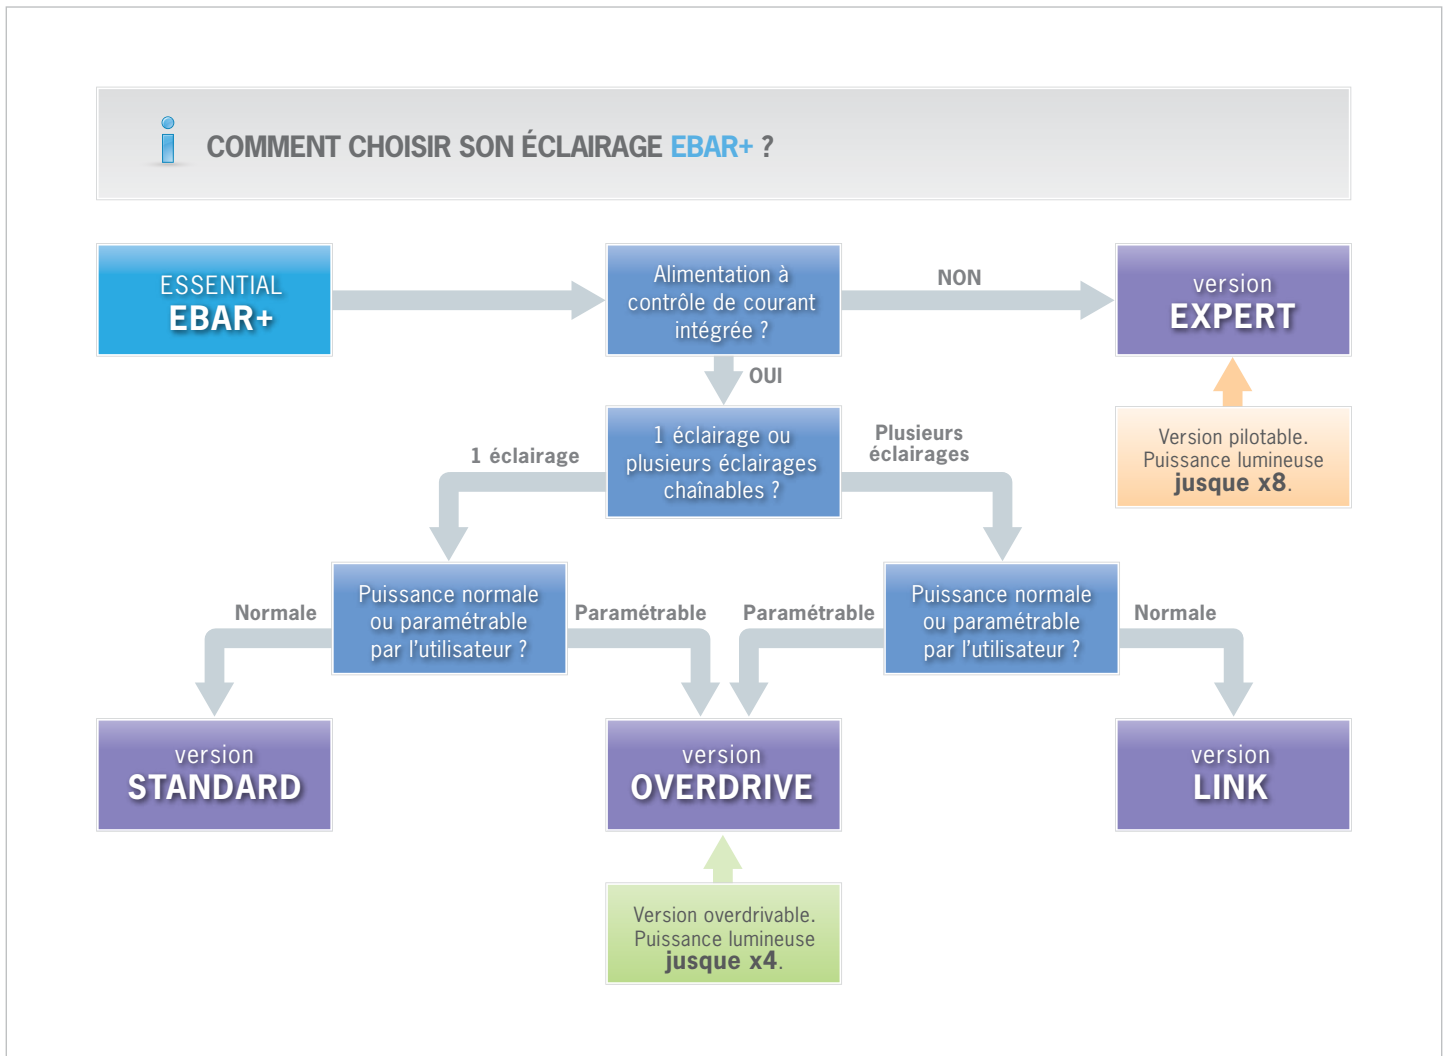 COMMENT CHOISIR SON ÉCLAIRAGE EBAR+ ?
ESSENTIAL
EBAR+
Alimentation à
contrôle de courant
intégrée ?
NON
version
EXPERT
OUI
1 éclairage ou
plusieurs éclairages
chaînables ?
1 éclairage
Plusieurs
éclairages
Version pilotable.
Puissance lumineuse
jusque x8.
Puissance normale
ou paramétrable
par l'utilisateur ?
Normale
Paramétrable
Puissance normale
ou paramétrable
par l'utilisateur ?
Paramétrable
Normale
version
STANDARD
version
OVERDRIVE
version
LINK
Version overdrivable.
Puissance lumineuse
jusque x4.